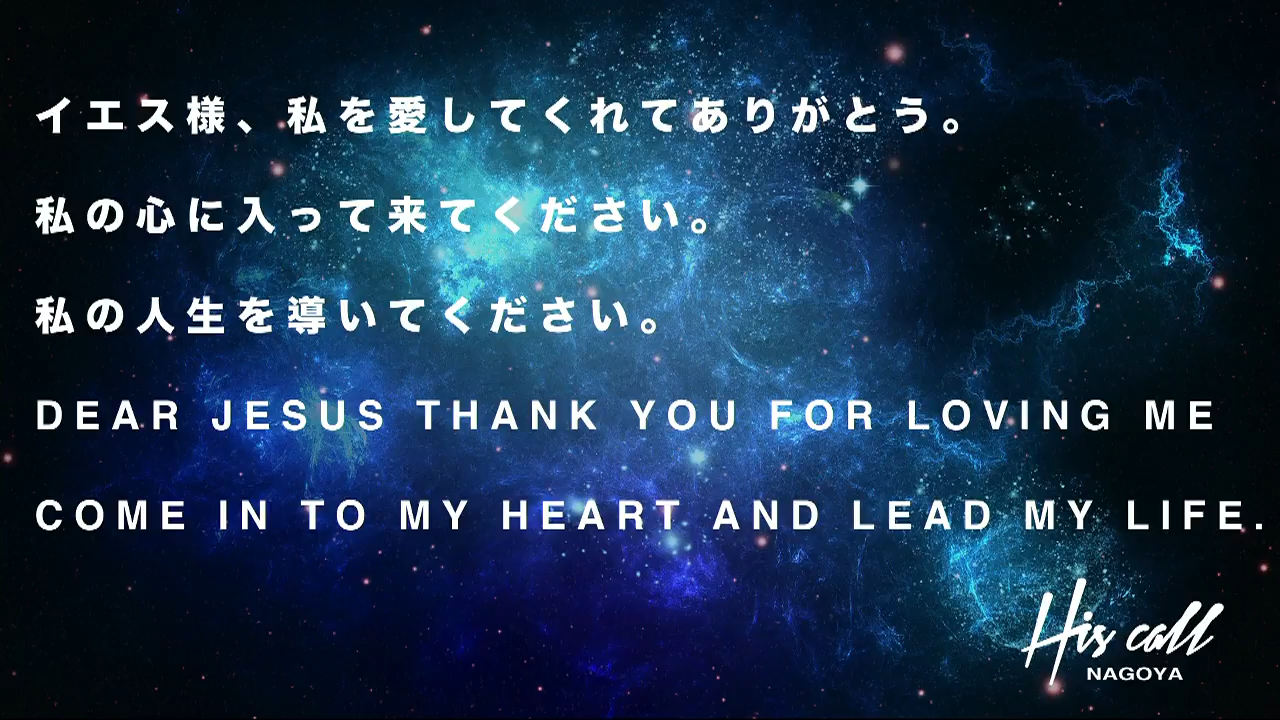 イエス様、私を愛してくれてありがとう。
私の心に入って来てください。
私の人生を導いてください。
DEAR JESUS THANK YOU FOR LOVING ME
COME IN TO MY HEART AND LEAD MY LIFE.
His call
NAGOYA